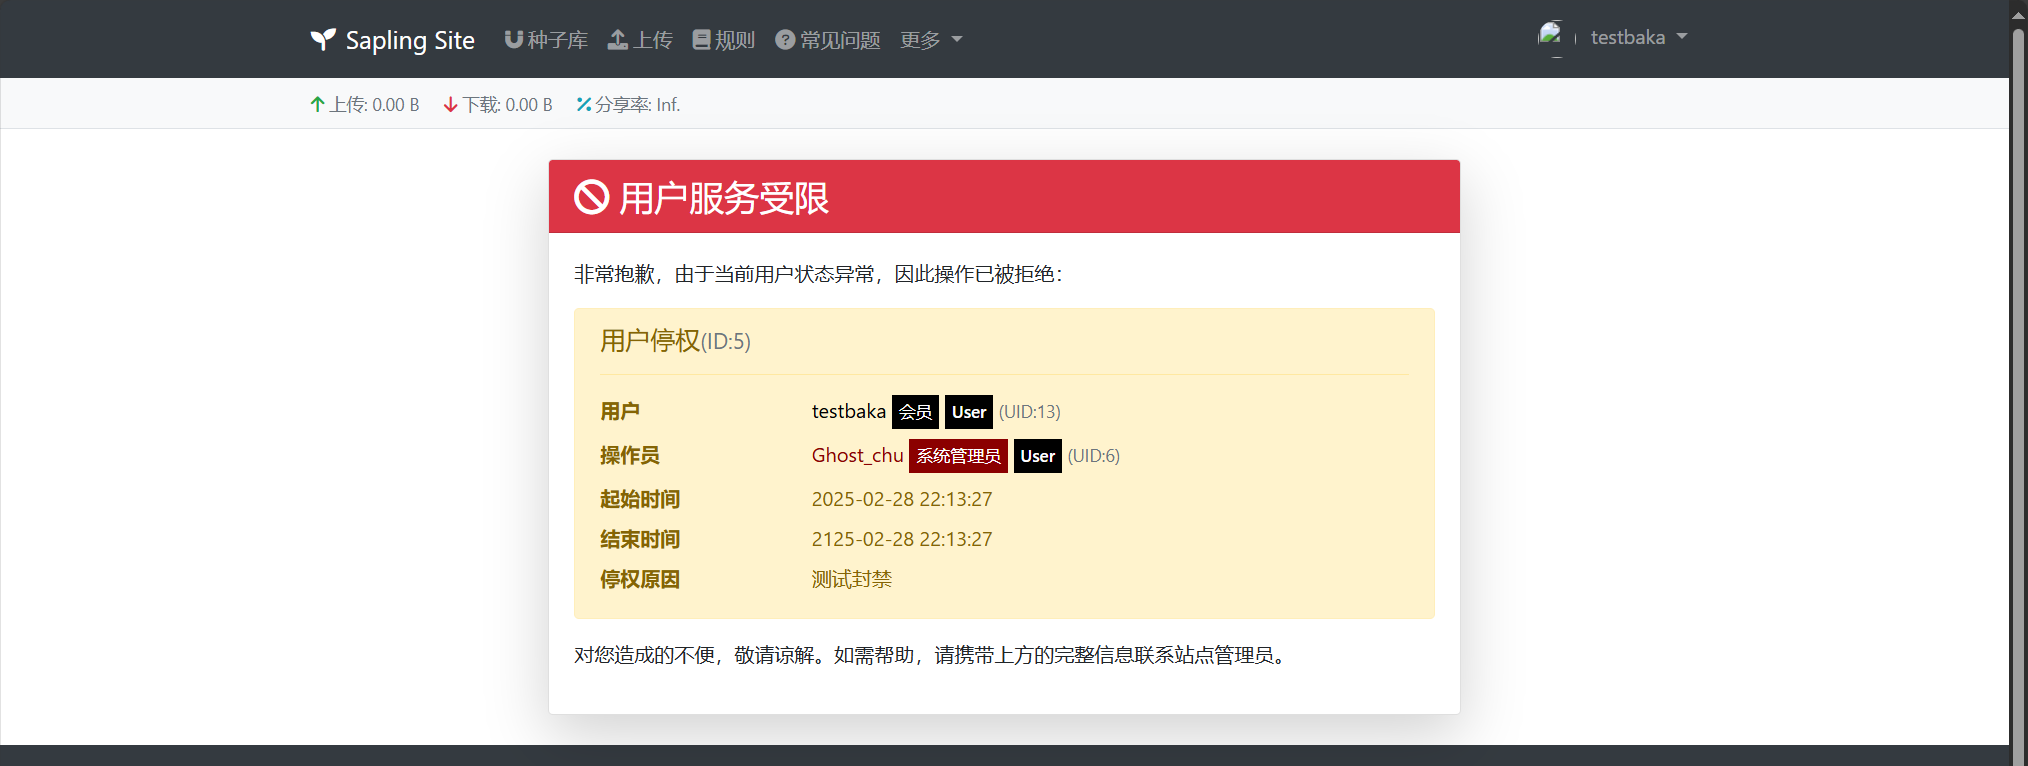 Sapling Site 种子库 上传 规则 常见问题 更多 testbaka
上传: 0.00 B 下载: 0.00 B 分享率: Inf.
用户服务受限
非常抱歉，由于当前用户状态异常，因此操作已被拒绝：
用户停权(ID:5)
用户 testbaka 会员 User (UID:13)
操作员 Ghost_chu 系统管理员 User (UID:6)
起始时间 2025-02-28 22:13:27
结束时间 2125-02-28 22:13:27
停权原因 测试封禁
对您造成的不便，敬请谅解。如需帮助，请携带上方的完整信息联系站点管理员。